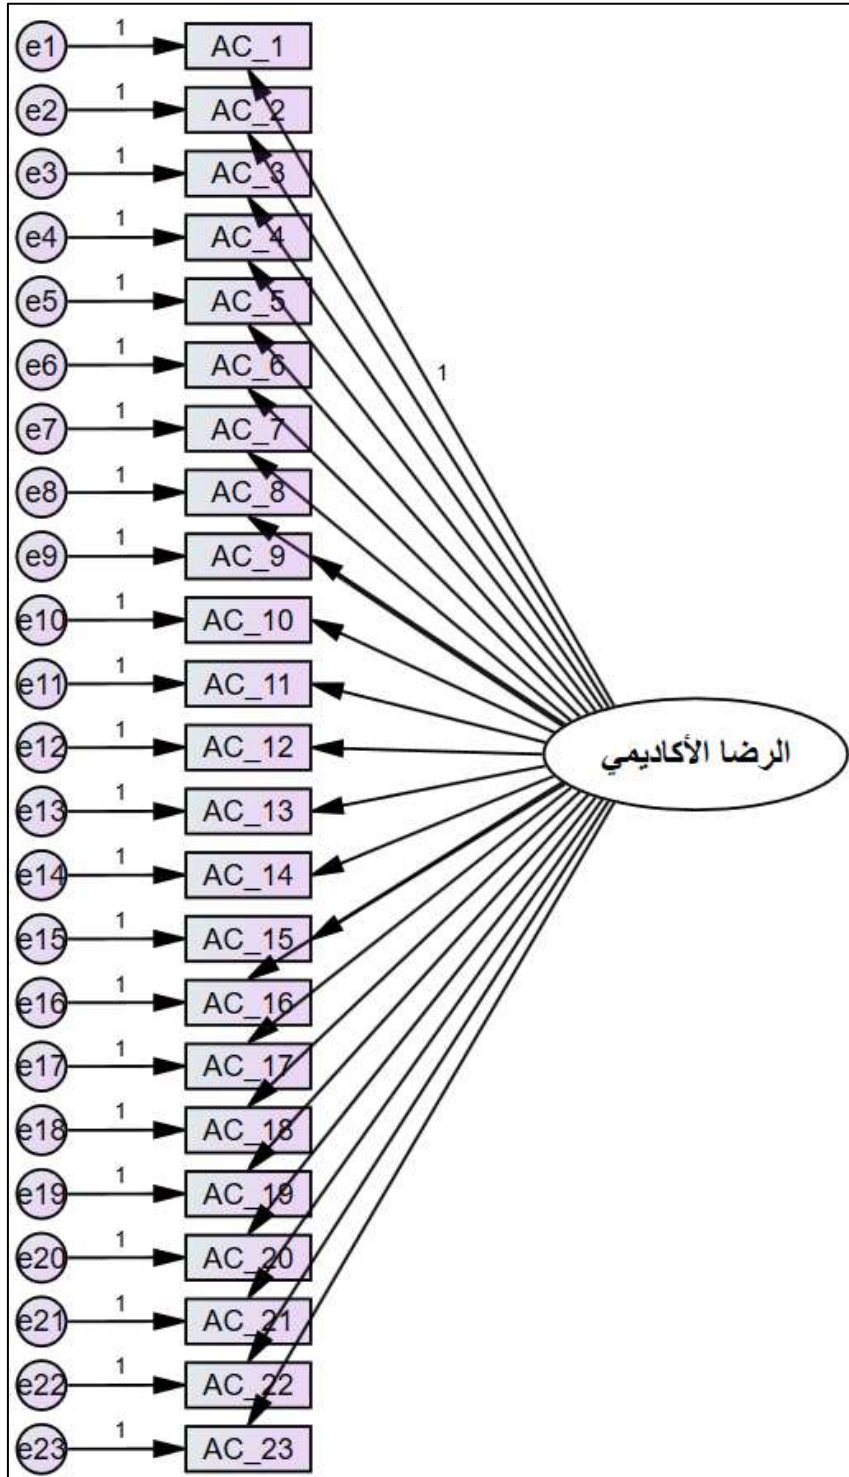 e1 1 AC_1
e2 1 AC_2
e3 1 AC_3
e4 1 AC_4
e5 1 AC_5
e6 1 AC_6
1
e7 1 AC_7
e8 1 AC_8
e9 1 AC_9
e10 1 AC_10
e11 1 AC_11
e12 1 AC_12
الرضا الأكاديمي
e13 1 AC_13
e14 1 AC_14
e15 1 AC_15
e16 1 AC_16
e17 1 AC_17
e18 1 AC_18
e19 1 AC_19
e20 1 AC_20
e21 1 AC_21
e22 1 AC_22
e23 1 AC_23